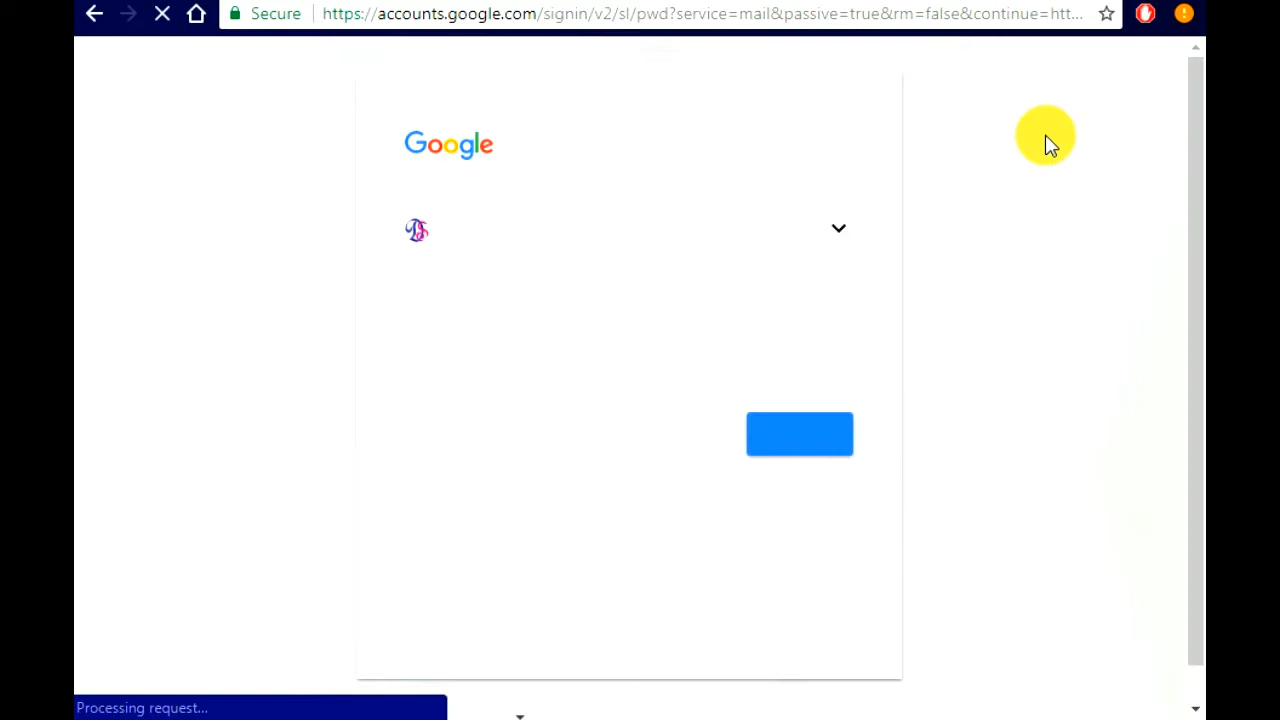 Secure https://accounts.google.com/signin/v2/sl/pwd?service=mail&passive=true&rm=false&continue=htt...
Google
Processing request...